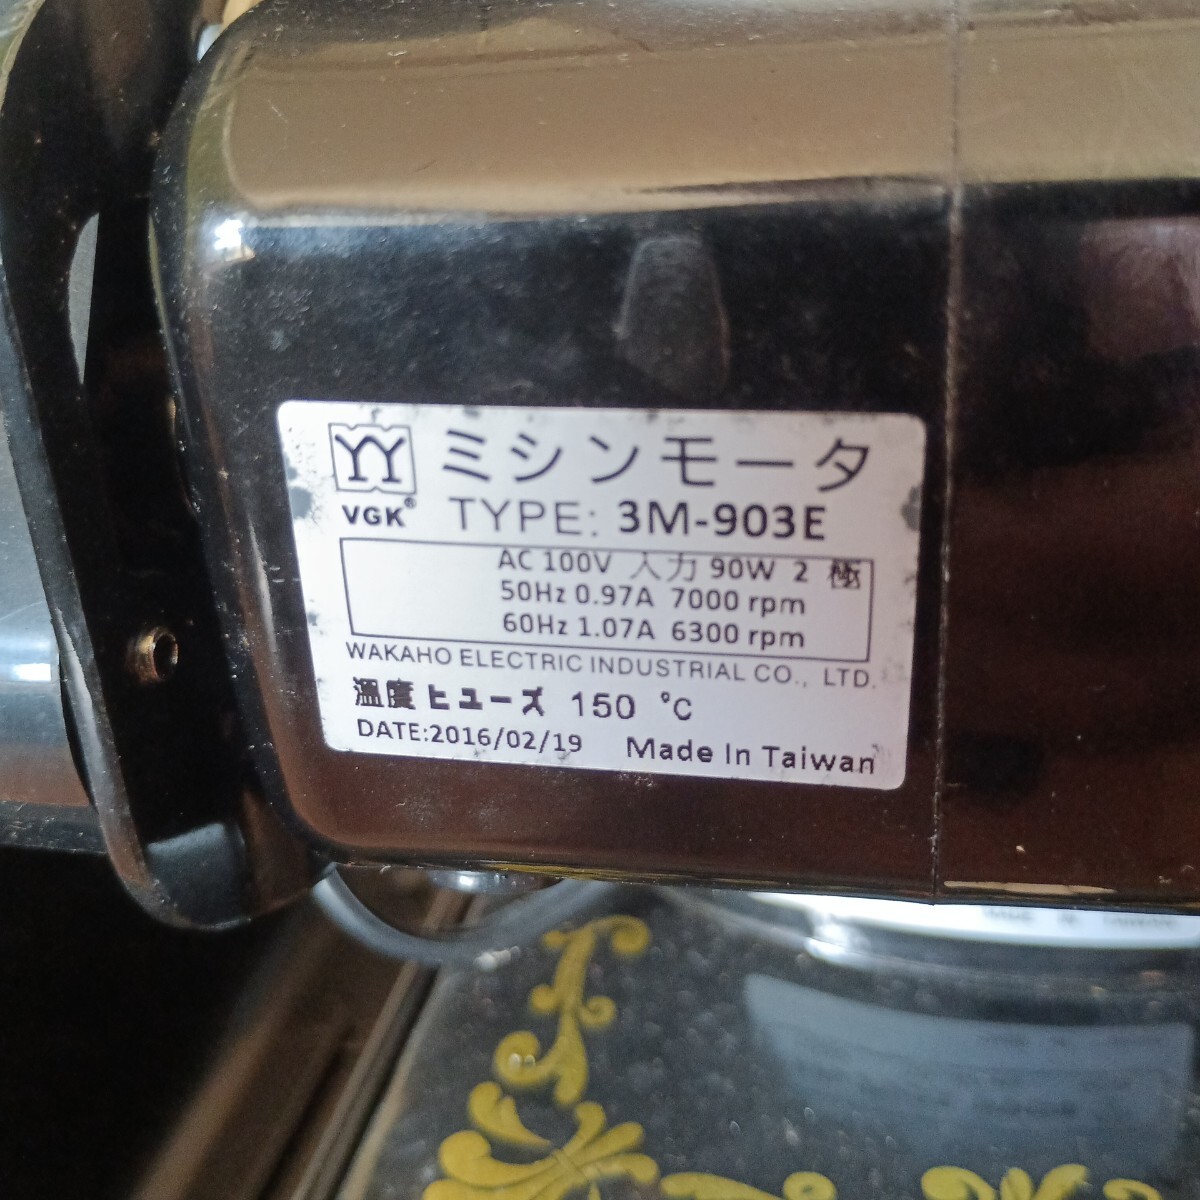 ミシンモータ
VGK®
TYPE: 3M-903E
AC 100V 入力 90W 2 極
50Hz 0.97A 7000 rpm
60Hz 1.07A 6300 rpm
WAKAHO ELECTRIC INDUSTRIAL CO., LTD.
温度ヒューズ 150 ℃
DATE:2016/02/19 Made In Taiwan